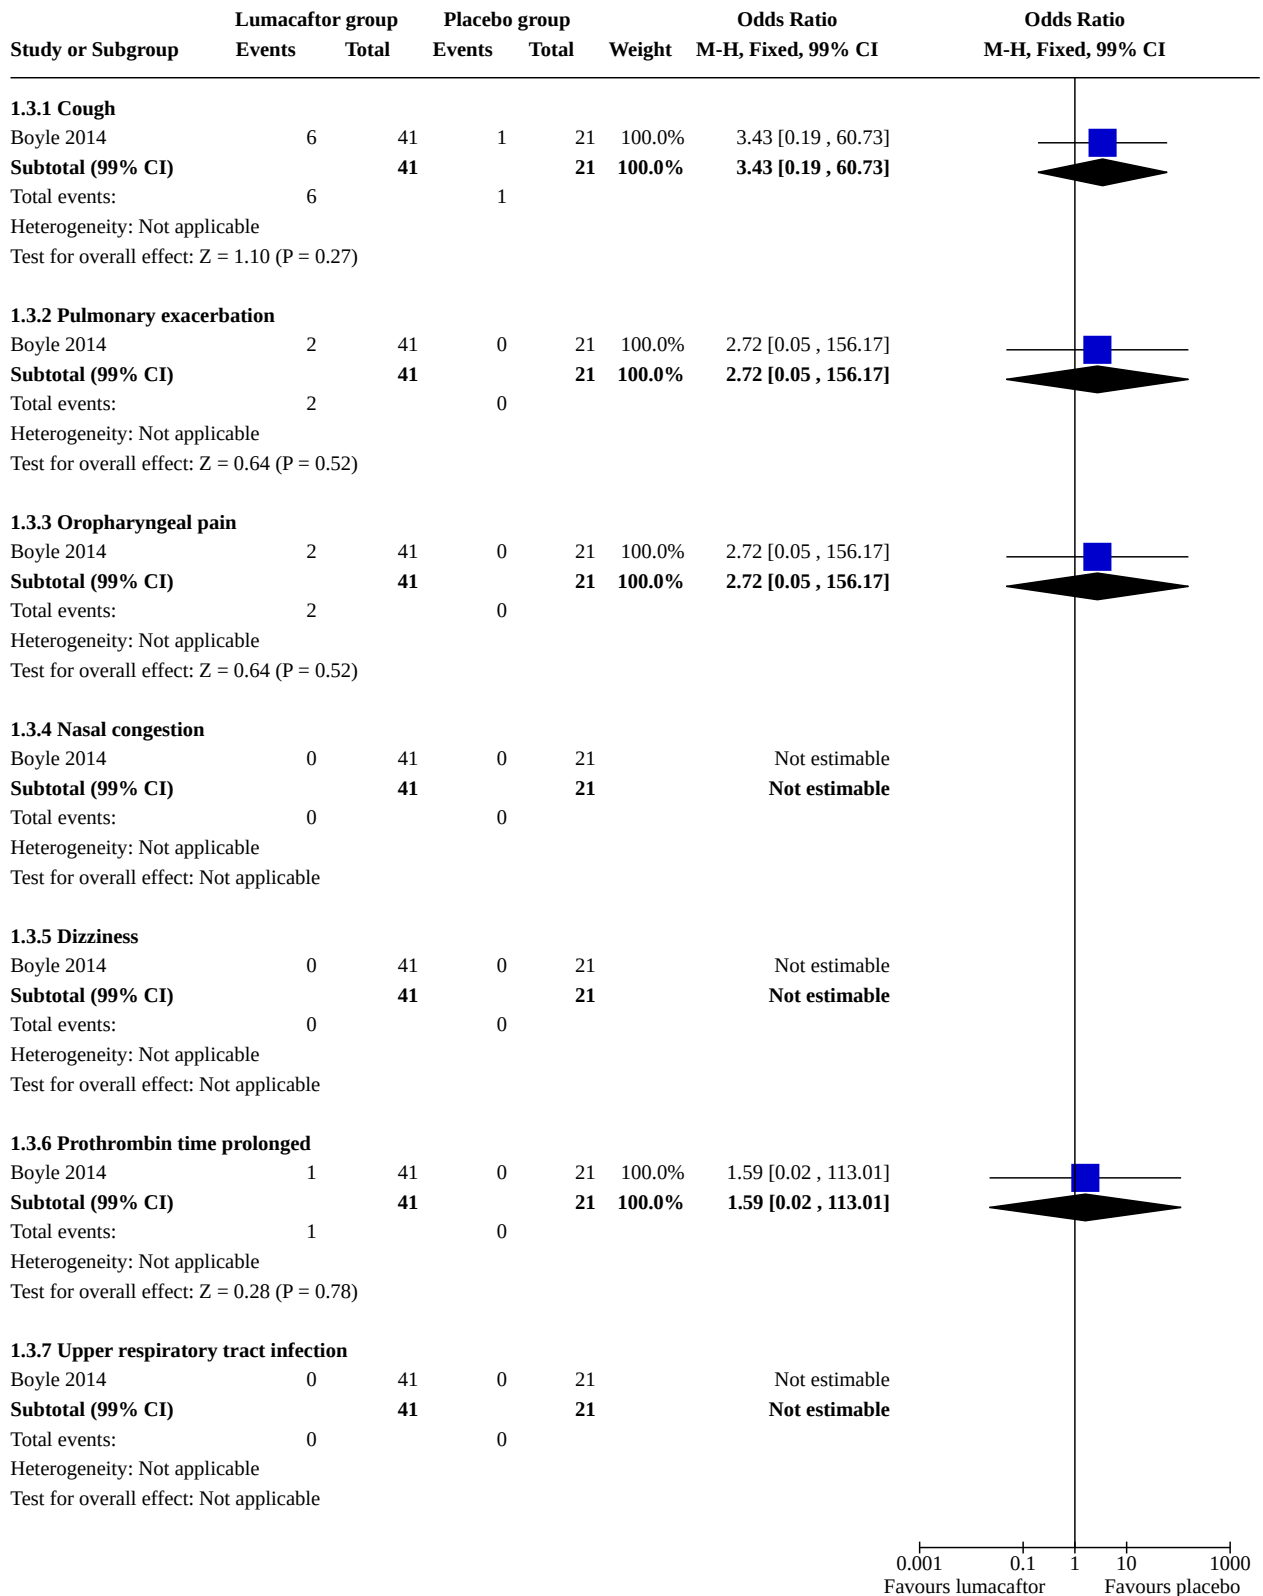 Lumacaftor group Placebo group Odds Ratio Odds Ratio
Study or Subgroup Events Total Events Total Weight M-H, Fixed, 99% CI M-H, Fixed, 99% CI
1.3.1 Cough
Boyle 2014 6 41 1 21 100.0% 3.43 [0.19 , 60.73]
Subtotal (99% CI) 41 21 100.0% 3.43 [0.19 , 60.73]
Total events: 6 1
Heterogeneity: Not applicable
Test for overall effect: Z = 1.10 (P = 0.27)
1.3.2 Pulmonary exacerbation
Boyle 2014 2 41 0 21 100.0% 2.72 [0.05 , 156.17]
Subtotal (99% CI) 41 21 100.0% 2.72 [0.05 , 156.17]
Total events: 2 0
Heterogeneity: Not applicable
Test for overall effect: Z = 0.64 (P = 0.52)
1.3.3 Oropharyngeal pain
Boyle 2014 2 41 0 21 100.0% 2.72 [0.05 , 156.17]
Subtotal (99% CI) 41 21 100.0% 2.72 [0.05 , 156.17]
Total events: 2 0
Heterogeneity: Not applicable
Test for overall effect: Z = 0.64 (P = 0.52)
1.3.4 Nasal congestion
Boyle 2014 0 41 0 21 Not estimable
Subtotal (99% CI) 41 21 Not estimable
Total events: 0 0
Heterogeneity: Not applicable
Test for overall effect: Not applicable
1.3.5 Dizziness
Boyle 2014 0 41 0 21 Not estimable
Subtotal (99% CI) 41 21 Not estimable
Total events: 0 0
Heterogeneity: Not applicable
Test for overall effect: Not applicable
1.3.6 Prothrombin time prolonged
Boyle 2014 1 41 0 21 100.0% 1.59 [0.02 , 113.01]
Subtotal (99% CI) 41 21 100.0% 1.59 [0.02 , 113.01]
Total events: 1 0
Heterogeneity: Not applicable
Test for overall effect: Z = 0.28 (P = 0.78)
1.3.7 Upper respiratory tract infection
Boyle 2014 0 41 0 21 Not estimable
Subtotal (99% CI) 41 21 Not estimable
Total events: 0 0
Heterogeneity: Not applicable
Test for overall effect: Not applicable
0.001 0.1 1 10 1000
Favours lumacaftor Favours placebo